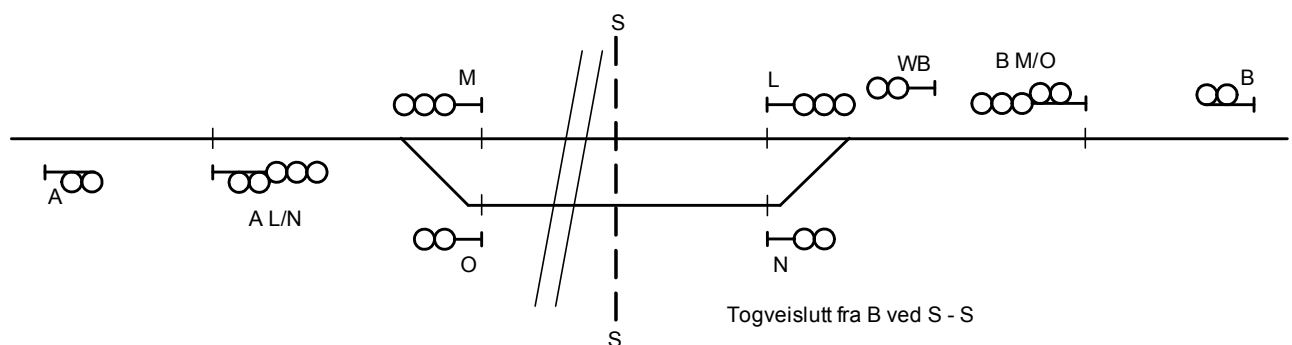 S
M
L
WB
B M/O
B
A
A L/N
O
N
Togveislutt fra B ved S - S
S